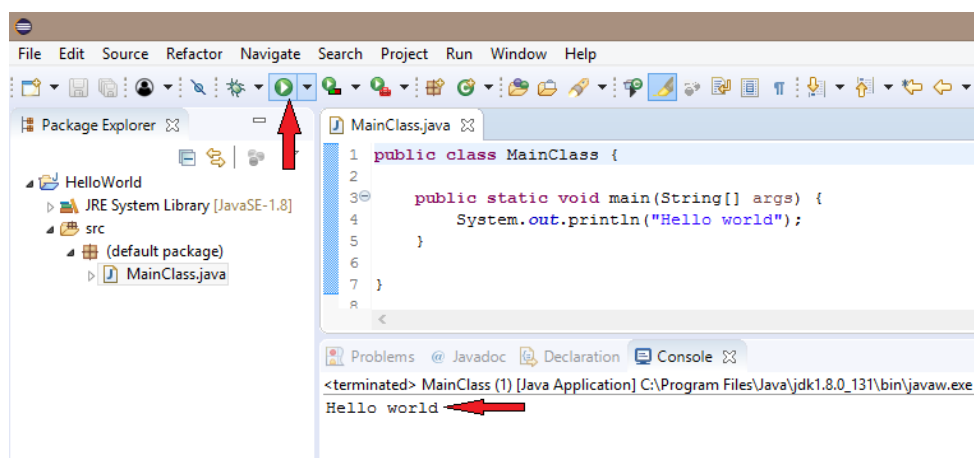 File Edit Source Refactor Navigate Search Project Run Window Help
Package Explorer
HelloWorld
JRE System Library [JavaSE-1.8]
src
(default package)
MainClass.java
MainClass.java
1 public class MainClass {
2
3 public static void main(String[] args) {
4 System.out.println("Hello world");
5 }
6
7 }
8
Problems @ Javadoc Declaration Console
<terminated> MainClass (1) [Java Application] C:\Program Files\Java\jdk1.8.0_131\bin\javaw.exe
Hello world